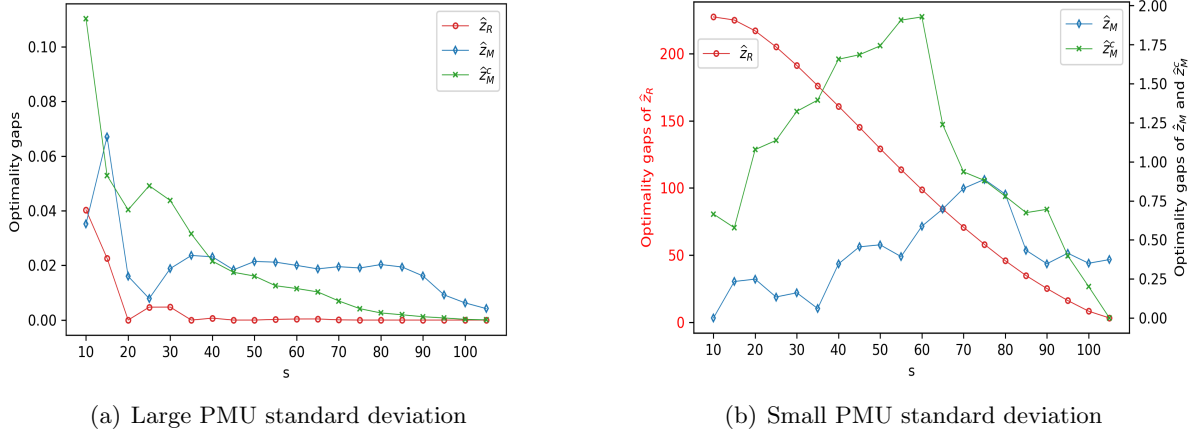 Optimality gaps
0.10
0.08
0.06
0.04
0.02
0.00
10 20 30 40 50 60 70 80 90 100
s
ẑ_R
ẑ_M
ẑ_M^c
(a) Large PMU standard deviation
Optimality gaps of ẑ_R
200
150
100
50
0
10 20 30 40 50 60 70 80 90 100
s
ẑ_R
ẑ_M
ẑ_M^c
2.00
1.75
1.50
1.25
1.00
0.75
0.50
0.25
0.00
Optimality gaps of ẑ_M and ẑ_M^c
(b) Small PMU standard deviation